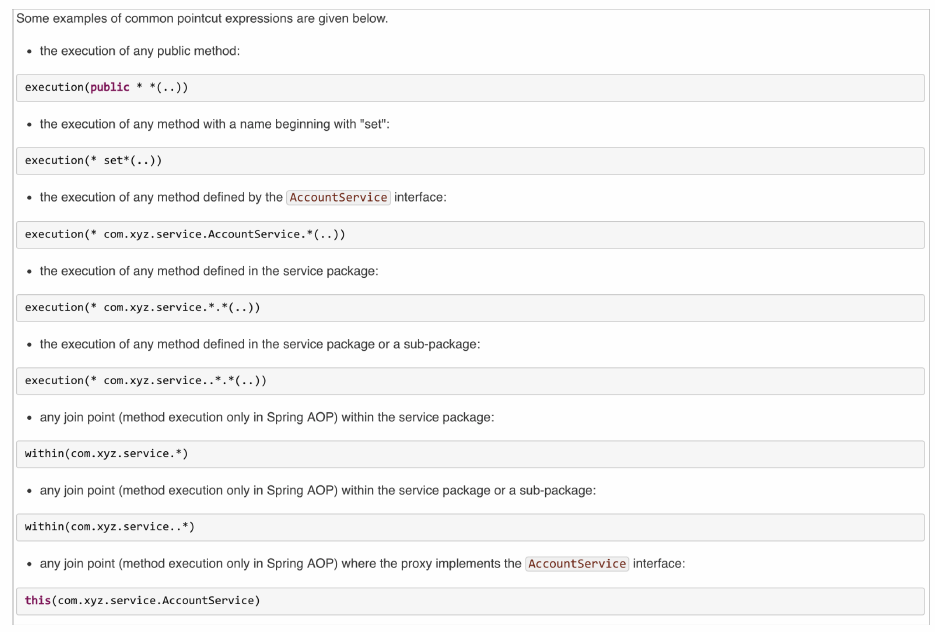 Some examples of common pointcut expressions are given below.
• the execution of any public method:
execution(public * *(..))
• the execution of any method with a name beginning with "set":
execution(* set*(..))
• the execution of any method defined by the AccountService interface:
execution(* com.xyz.service.AccountService.*(..))
• the execution of any method defined in the service package:
execution(* com.xyz.service.*.*(..))
• the execution of any method defined in the service package or a sub-package:
execution(* com.xyz.service..*.*(..))
• any join point (method execution only in Spring AOP) within the service package:
within(com.xyz.service.*)
• any join point (method execution only in Spring AOP) within the service package or a sub-package:
within(com.xyz.service..*)
• any join point (method execution only in Spring AOP) where the proxy implements the AccountService interface:
this(com.xyz.service.AccountService)